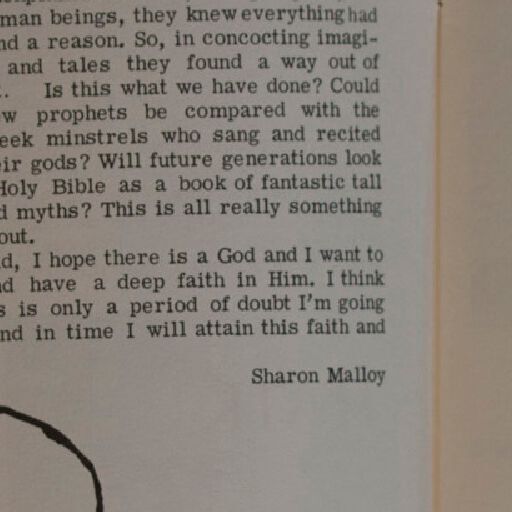 man beings, they knew everything had
nd a reason. So, in concocting imagi-
and tales they found a way out of
. Is this what we have done? Could
w prophets be compared with the
eek minstrels who sang and recited
eir gods? Will future generations look
Holy Bible as a book of fantastic tall
d myths? This is all really something
out.
d, I hope there is a God and I want to
nd have a deep faith in Him. I think
s is only a period of doubt I'm going
nd in time I will attain this faith and
Sharon Malloy